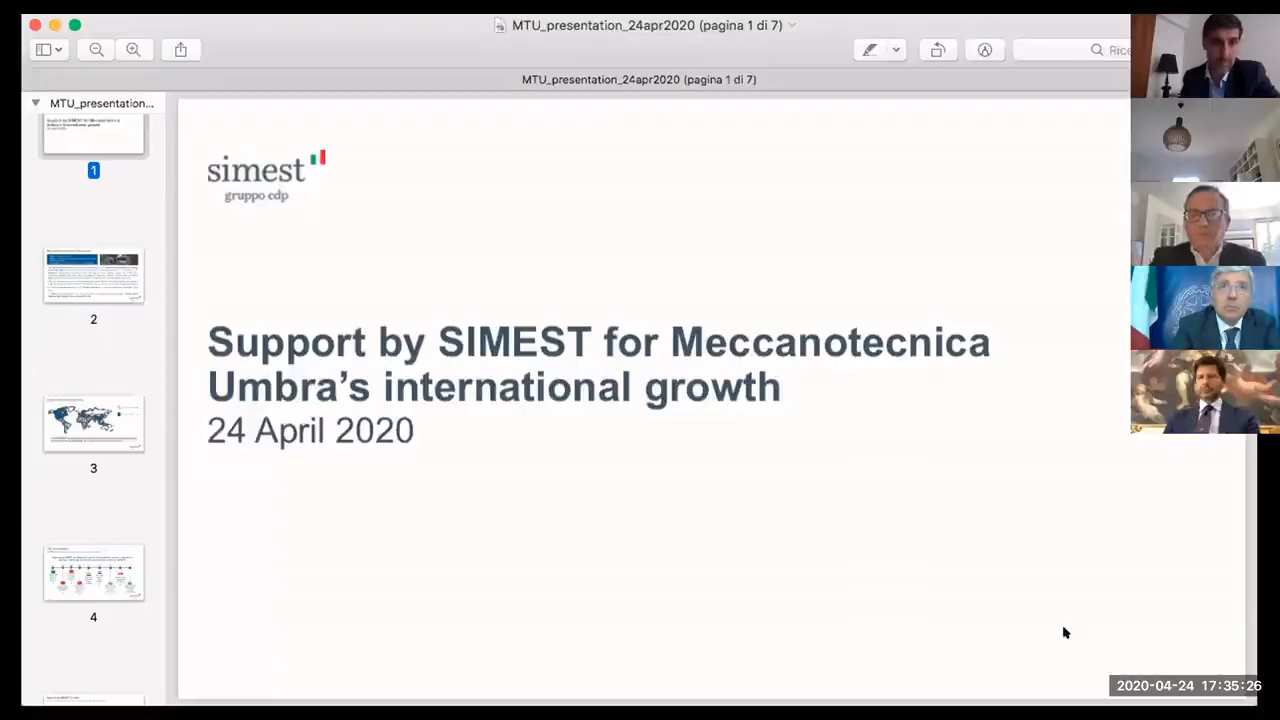 MTU_presentation_24apr2020 (pagina 1 di 7)
Rice
MTU_presentation_24apr2020 (pagina 1 di 7)
MTU_presentation...
1
2
3
4
simest
gruppo cdp
Support by SIMEST for Meccanotecnica
Umbra’s international growth
24 April 2020
2020-04-24 17:35:26